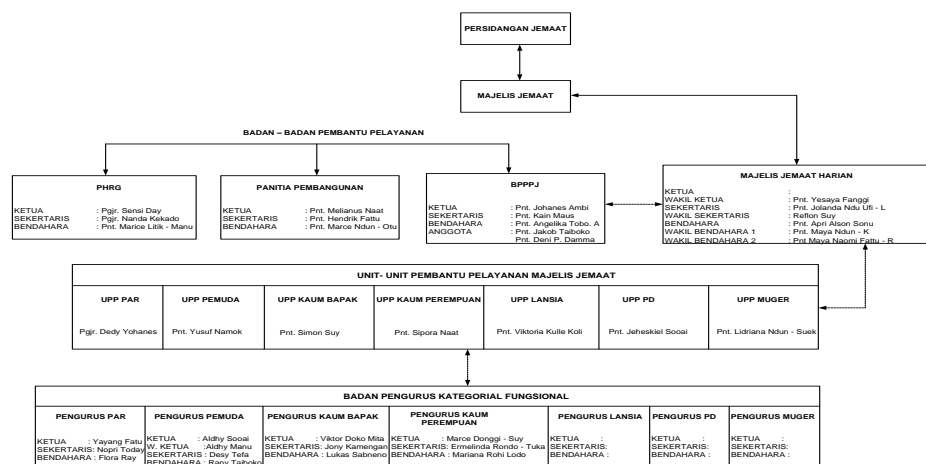 PERSIDANGAN JEMAAT
MAJELIS JEMAAT
BADAN – BADAN PEMBANTU PELAYANAN
PHRG
KETUA : Pgjr. Sensi Day
SEKERTARIS : Pgjr. Nanda Kekado
BENDAHARA : Pnt. Marice Litik - Manu
PANITIA PEMBANGUNAN
KETUA : Pnt. Melianus Naat
SEKERTARIS : Pnt. Hendrik Fattu
BENDAHARA : Pnt. Marce Ndun - Otu
BPPPJ
KETUA : Pnt. Johanes Ambi
SEKERTARIS : Pnt. Kain Maus
BENDAHARA : Pnt. Angelika Tobo. A
ANGGOTA : Pnt. Jakob Taiboko
Pnt. Deni P. Damma
MAJELIS JEMAAT HARIAN
KETUA :
WAKIL KETUA : Pnt. Yesaya Fanggi
SEKERTARIS : Pnt. Jolanda Ndu Ufi - L
WAKIL SEKERTARIS : Reflon Suy
BENDAHARA : Pnt. Apri Alson Sonu
WAKIL BENDAHARA 1 : Pnt. Maya Ndun - K
WAKIL BENDAHARA 2 : Pnt Maya Naomi Fattu - R
UNIT- UNIT PEMBANTU PELAYANAN MAJELIS JEMAAT
UPP PAR
Pgjr. Dedy Yohanes
UPP PEMUDA
Pnt. Yusuf Namok
UPP KAUM BAPAK
Pnt. Simon Suy
UPP KAUM PEREMPUAN
Pnt. Sipora Naat
UPP LANSIA
Pnt. Viktoria Kulle Koli
UPP PD
Pnt. Jeheskiel Sooai
UPP MUGER
Pnt. Lidriana Ndun - Suek
BADAN PENGURUS KATEGORIAL FUNGSIONAL
PENGURUS PAR
KETUA : Yayang Fatu
SEKERTARIS: Nopri Today
BENDAHARA : Flora Ray
PENGURUS PEMUDA
KETUA : Aldhy Sooai
W. KETUA :Aldhy Manu
SEKERTARIS : Desy Tefa
BENDAHARA : Rany Taiboko
PENGURUS KAUM BAPAK
KETUA : Viktor Doko Mita
SEKERTARIS: Jony Kamengan
BENDAHARA : Lukas Sabneno
PENGURUS KAUM
PEREMPUAN
KETUA : Marce Donggi - Suy
SEKERTARIS: Ermelinda Rondo - Tuka
BENDAHARA : Mariana Rohi Lodo
PENGURUS LANSIA
KETUA :
SEKERTARIS:
BENDAHARA :
PENGURUS PD
KETUA :
SEKERTARIS:
BENDAHARA :
PENGURUS MUGER
KETUA :
SEKERTARIS:
BENDAHARA :